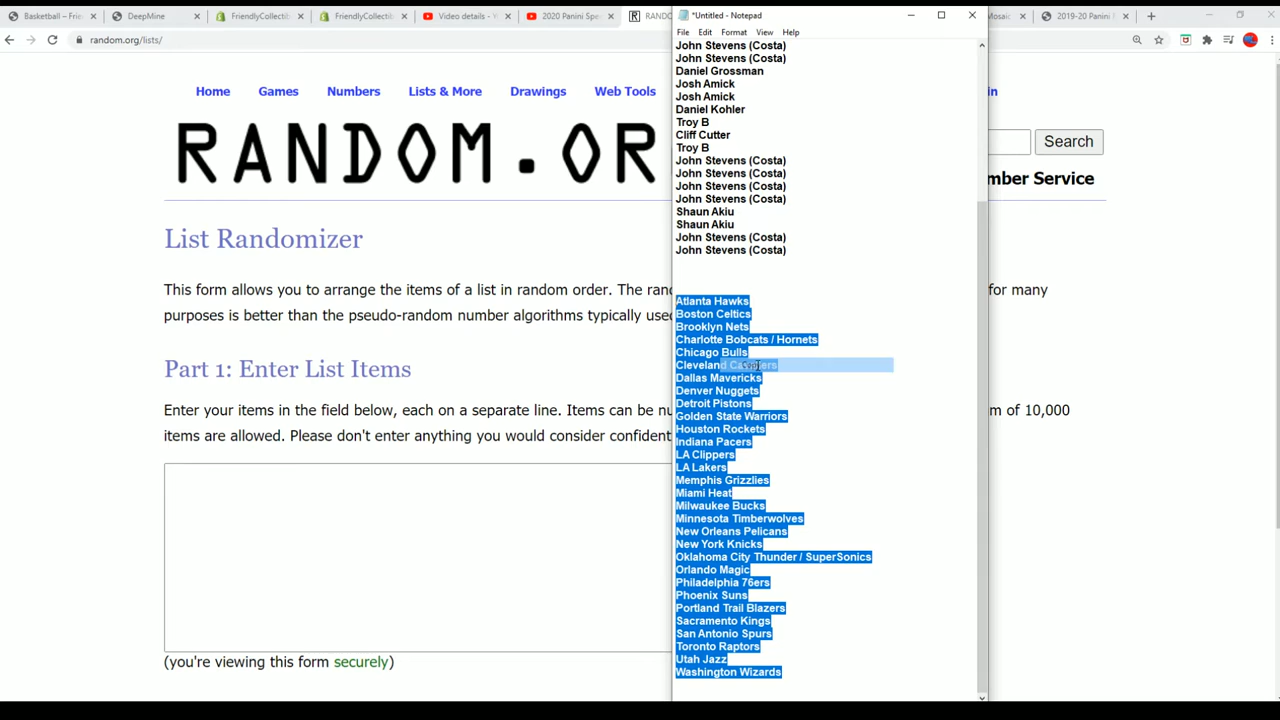 Basketball – Frie
DeepMine
FriendlyCollectib
FriendlyCollectib
Video details - Y
2020 Panini Spe
RANDO
*Untitled - Notepad
Mosaic
2019-20 Panini
random.org/lists/
File Edit Format View Help
Home Games Numbers Lists & More Drawings Web Tools
in
RANDOM.OR
Search
mber Service
List Randomizer
This form allows you to arrange the items of a list in random order. The ran
for many
purposes is better than the pseudo-random number algorithms typically used
Part 1: Enter List Items
Enter your items in the field below, each on a separate line. Items can be nu
m of 10,000
items are allowed. Please don't enter anything you would consider confident
(you're viewing this form securely)
John Stevens (Costa)
John Stevens (Costa)
Daniel Grossman
Josh Amick
Josh Amick
Daniel Kohler
Troy B
Cliff Cutter
Troy B
John Stevens (Costa)
John Stevens (Costa)
John Stevens (Costa)
John Stevens (Costa)
Shaun Akiu
Shaun Akiu
John Stevens (Costa)
John Stevens (Costa)
Atlanta Hawks
Boston Celtics
Brooklyn Nets
Charlotte Bobcats / Hornets
Chicago Bulls
Cleveland Cavaliers
Dallas Mavericks
Denver Nuggets
Detroit Pistons
Golden State Warriors
Houston Rockets
Indiana Pacers
LA Clippers
LA Lakers
Memphis Grizzlies
Miami Heat
Milwaukee Bucks
Minnesota Timberwolves
New Orleans Pelicans
New York Knicks
Oklahoma City Thunder / SuperSonics
Orlando Magic
Philadelphia 76ers
Phoenix Suns
Portland Trail Blazers
Sacramento Kings
San Antonio Spurs
Toronto Raptors
Utah Jazz
Washington Wizards